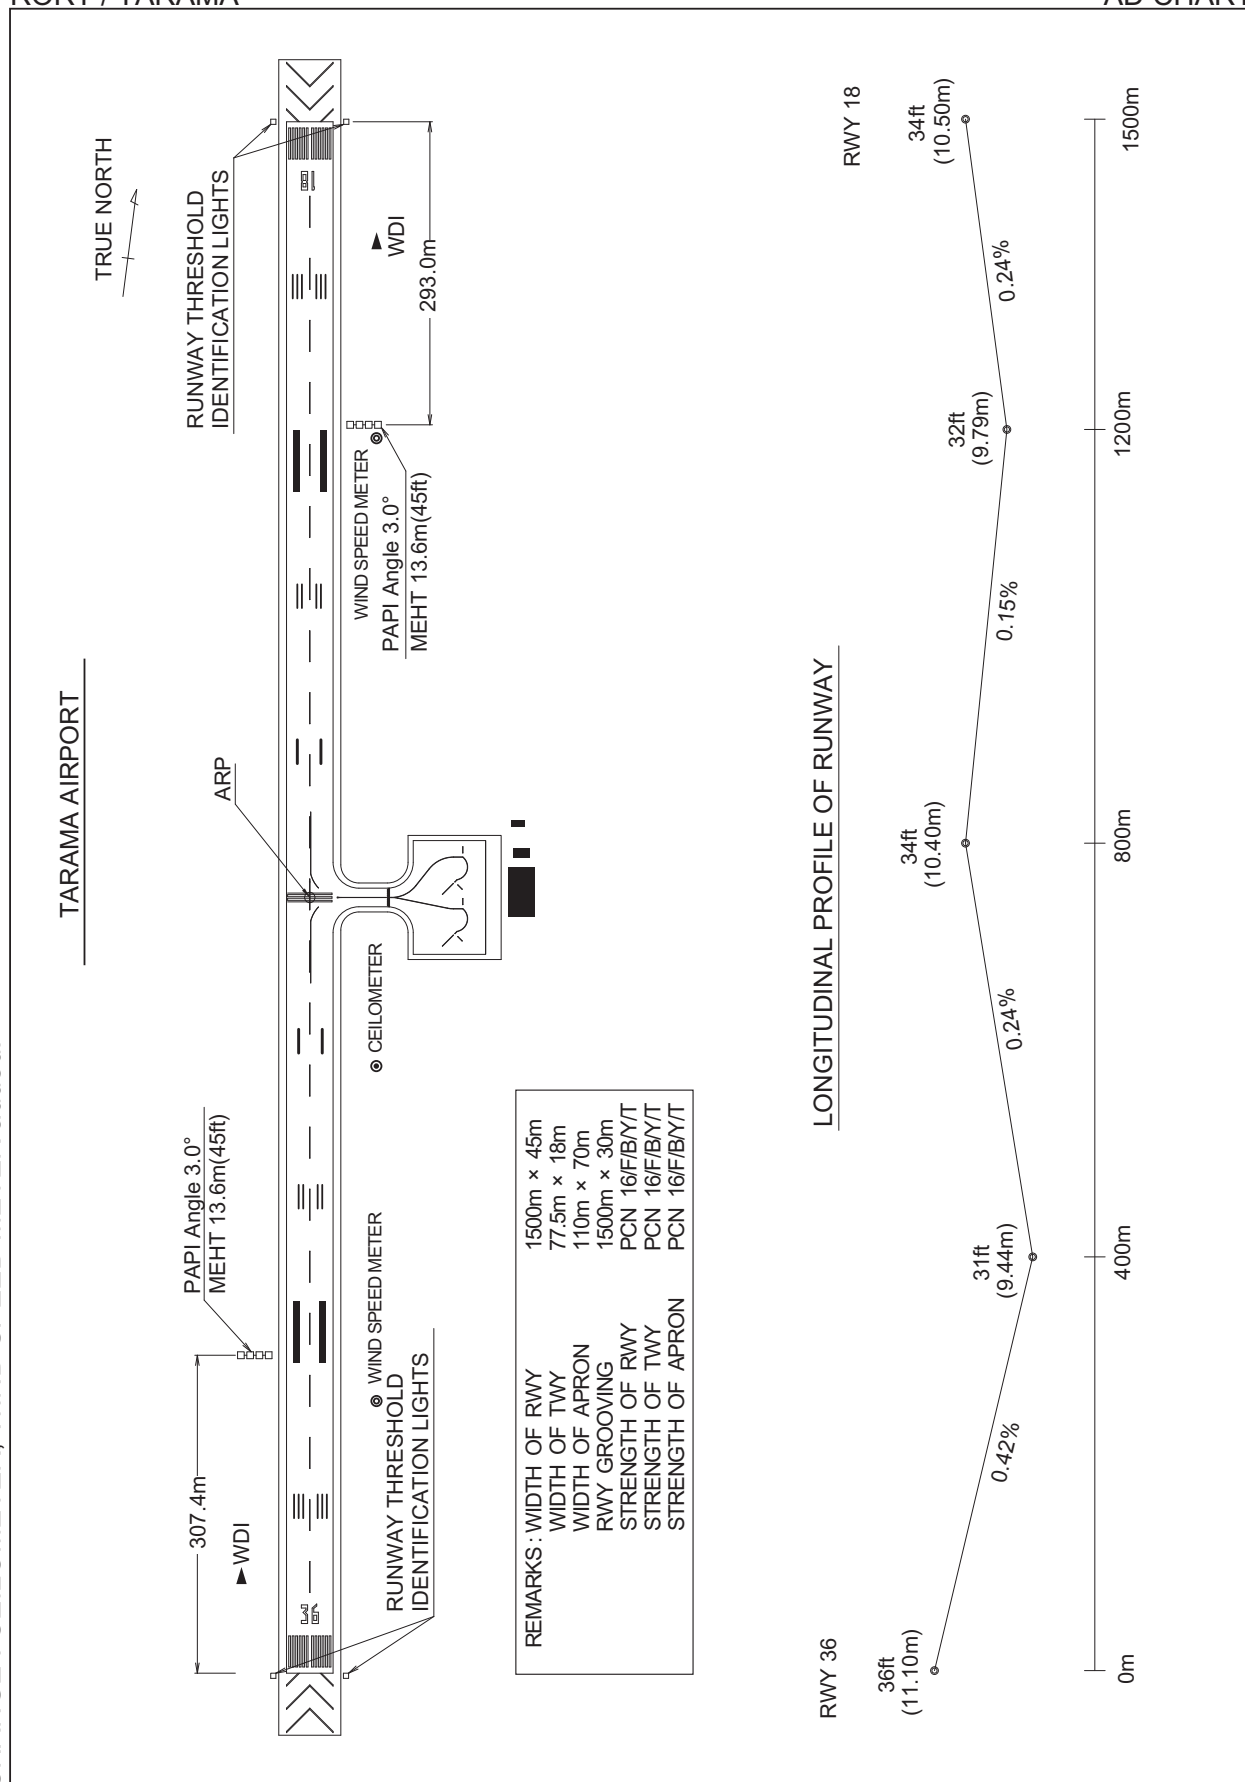 TARAMA AIRPORT
TRUE NORTH
RUNWAY THRESHOLD
IDENTIFICATION LIGHTS
ARP
PAPI Angle 3.0°
MEHT 13.6m(45ft)
307.4m
WDI
36
18
WDI
293.0m
WIND SPEED METER
PAPI Angle 3.0°
MEHT 13.6m(45ft)
CEILOMETER
WIND SPEED METER
RUNWAY THRESHOLD
IDENTIFICATION LIGHTS
REMARKS : WIDTH OF RWY 1500m × 45m
WIDTH OF TWY 77.5m × 18m
WIDTH OF APRON 110m × 70m
RWY GROOVING 1500m × 30m
STRENGTH OF RWY PCN 16/F/B/Y/T
STRENGTH OF TWY PCN 16/F/B/Y/T
STRENGTH OF APRON PCN 16/F/B/Y/T
LONGITUDINAL PROFILE OF RUNWAY
RWY 36
RWY 18
36ft
(11.10m)
31ft
(9.44m)
34ft
(10.40m)
32ft
(9.79m)
34ft
(10.50m)
0.42%
0.24%
0.15%
0.24%
0m
400m
800m
1200m
1500m